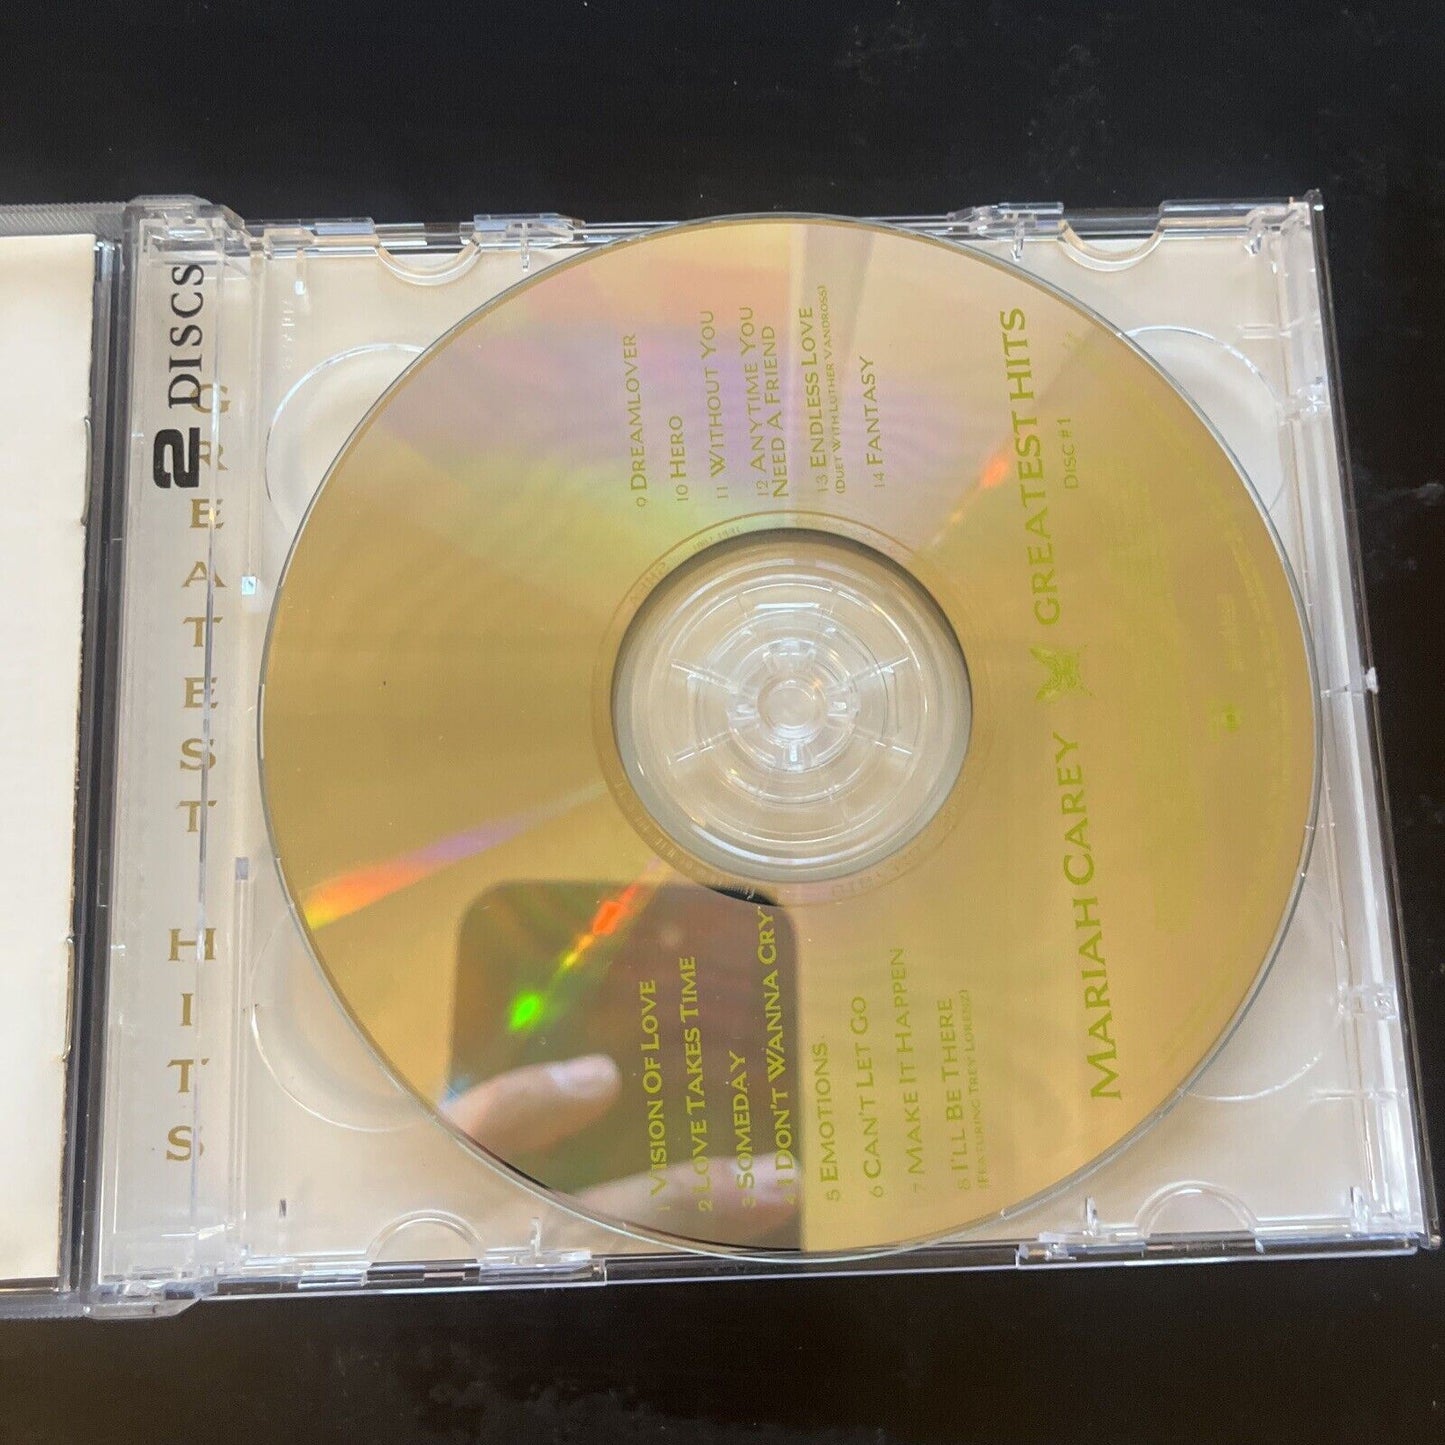 2 DISCS
GREATEST HITS
MARIAH CAREY GREATEST HITS
DISC #1
1 VISION OF LOVE
2 LOVE TAKES TIME
3 SOMEDAY
4 I DON'T WANNA CRY
5 EMOTIONS
6 CAN'T LET GO
7 MAKE IT HAPPEN
8 I'LL BE THERE
(FEATURING TREY LORENZ)
9 DREAMLOVER
10 HERO
11 WITHOUT YOU
12 ANYTIME YOU
NEED A FRIEND
13 ENDLESS LOVE
(DUET WITH LUTHER VANDROSS)
14 FANTASY